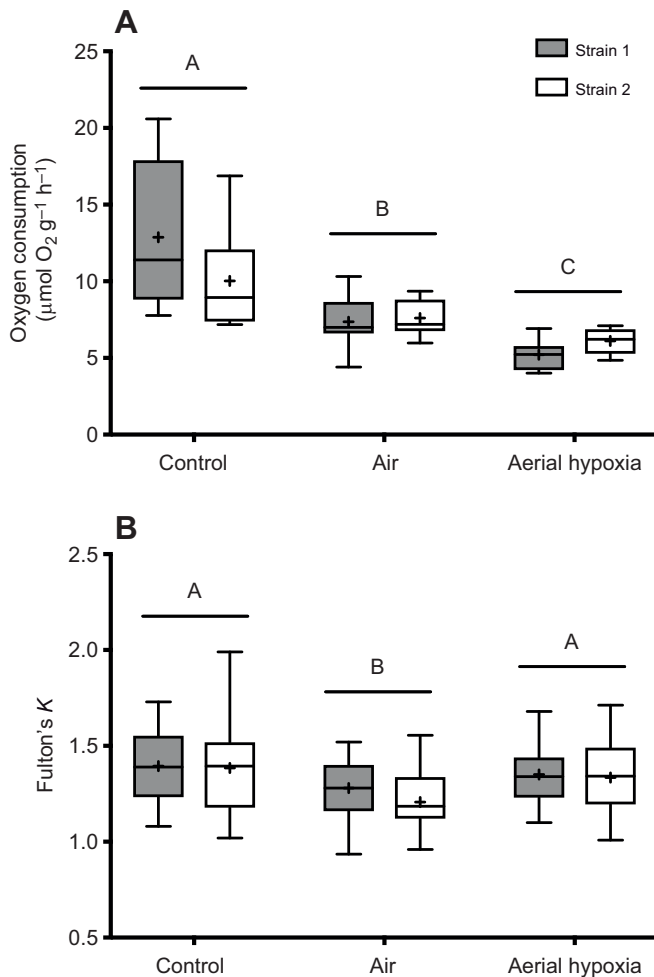 A
25
20
15
10
5
0
Oxygen consumption
(μmol O₂ g⁻¹ h⁻¹)
Strain 1
Strain 2
A
B
C
Control Air Aerial hypoxia
B
2.5
2.0
1.5
1.0
0.5
Fulton's K
A
B
A
Control Air Aerial hypoxia